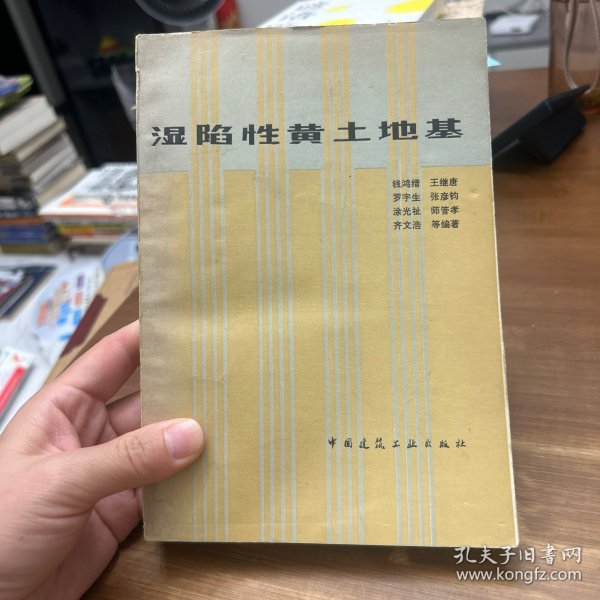 湿陷性黄土地基
钱鸿缙 王继唐
罗宇生 张彦钧
涂光祉 师管孝
齐文浩 等编著
中国建筑工业出版社
孔夫子旧书网
www.kongfz.com